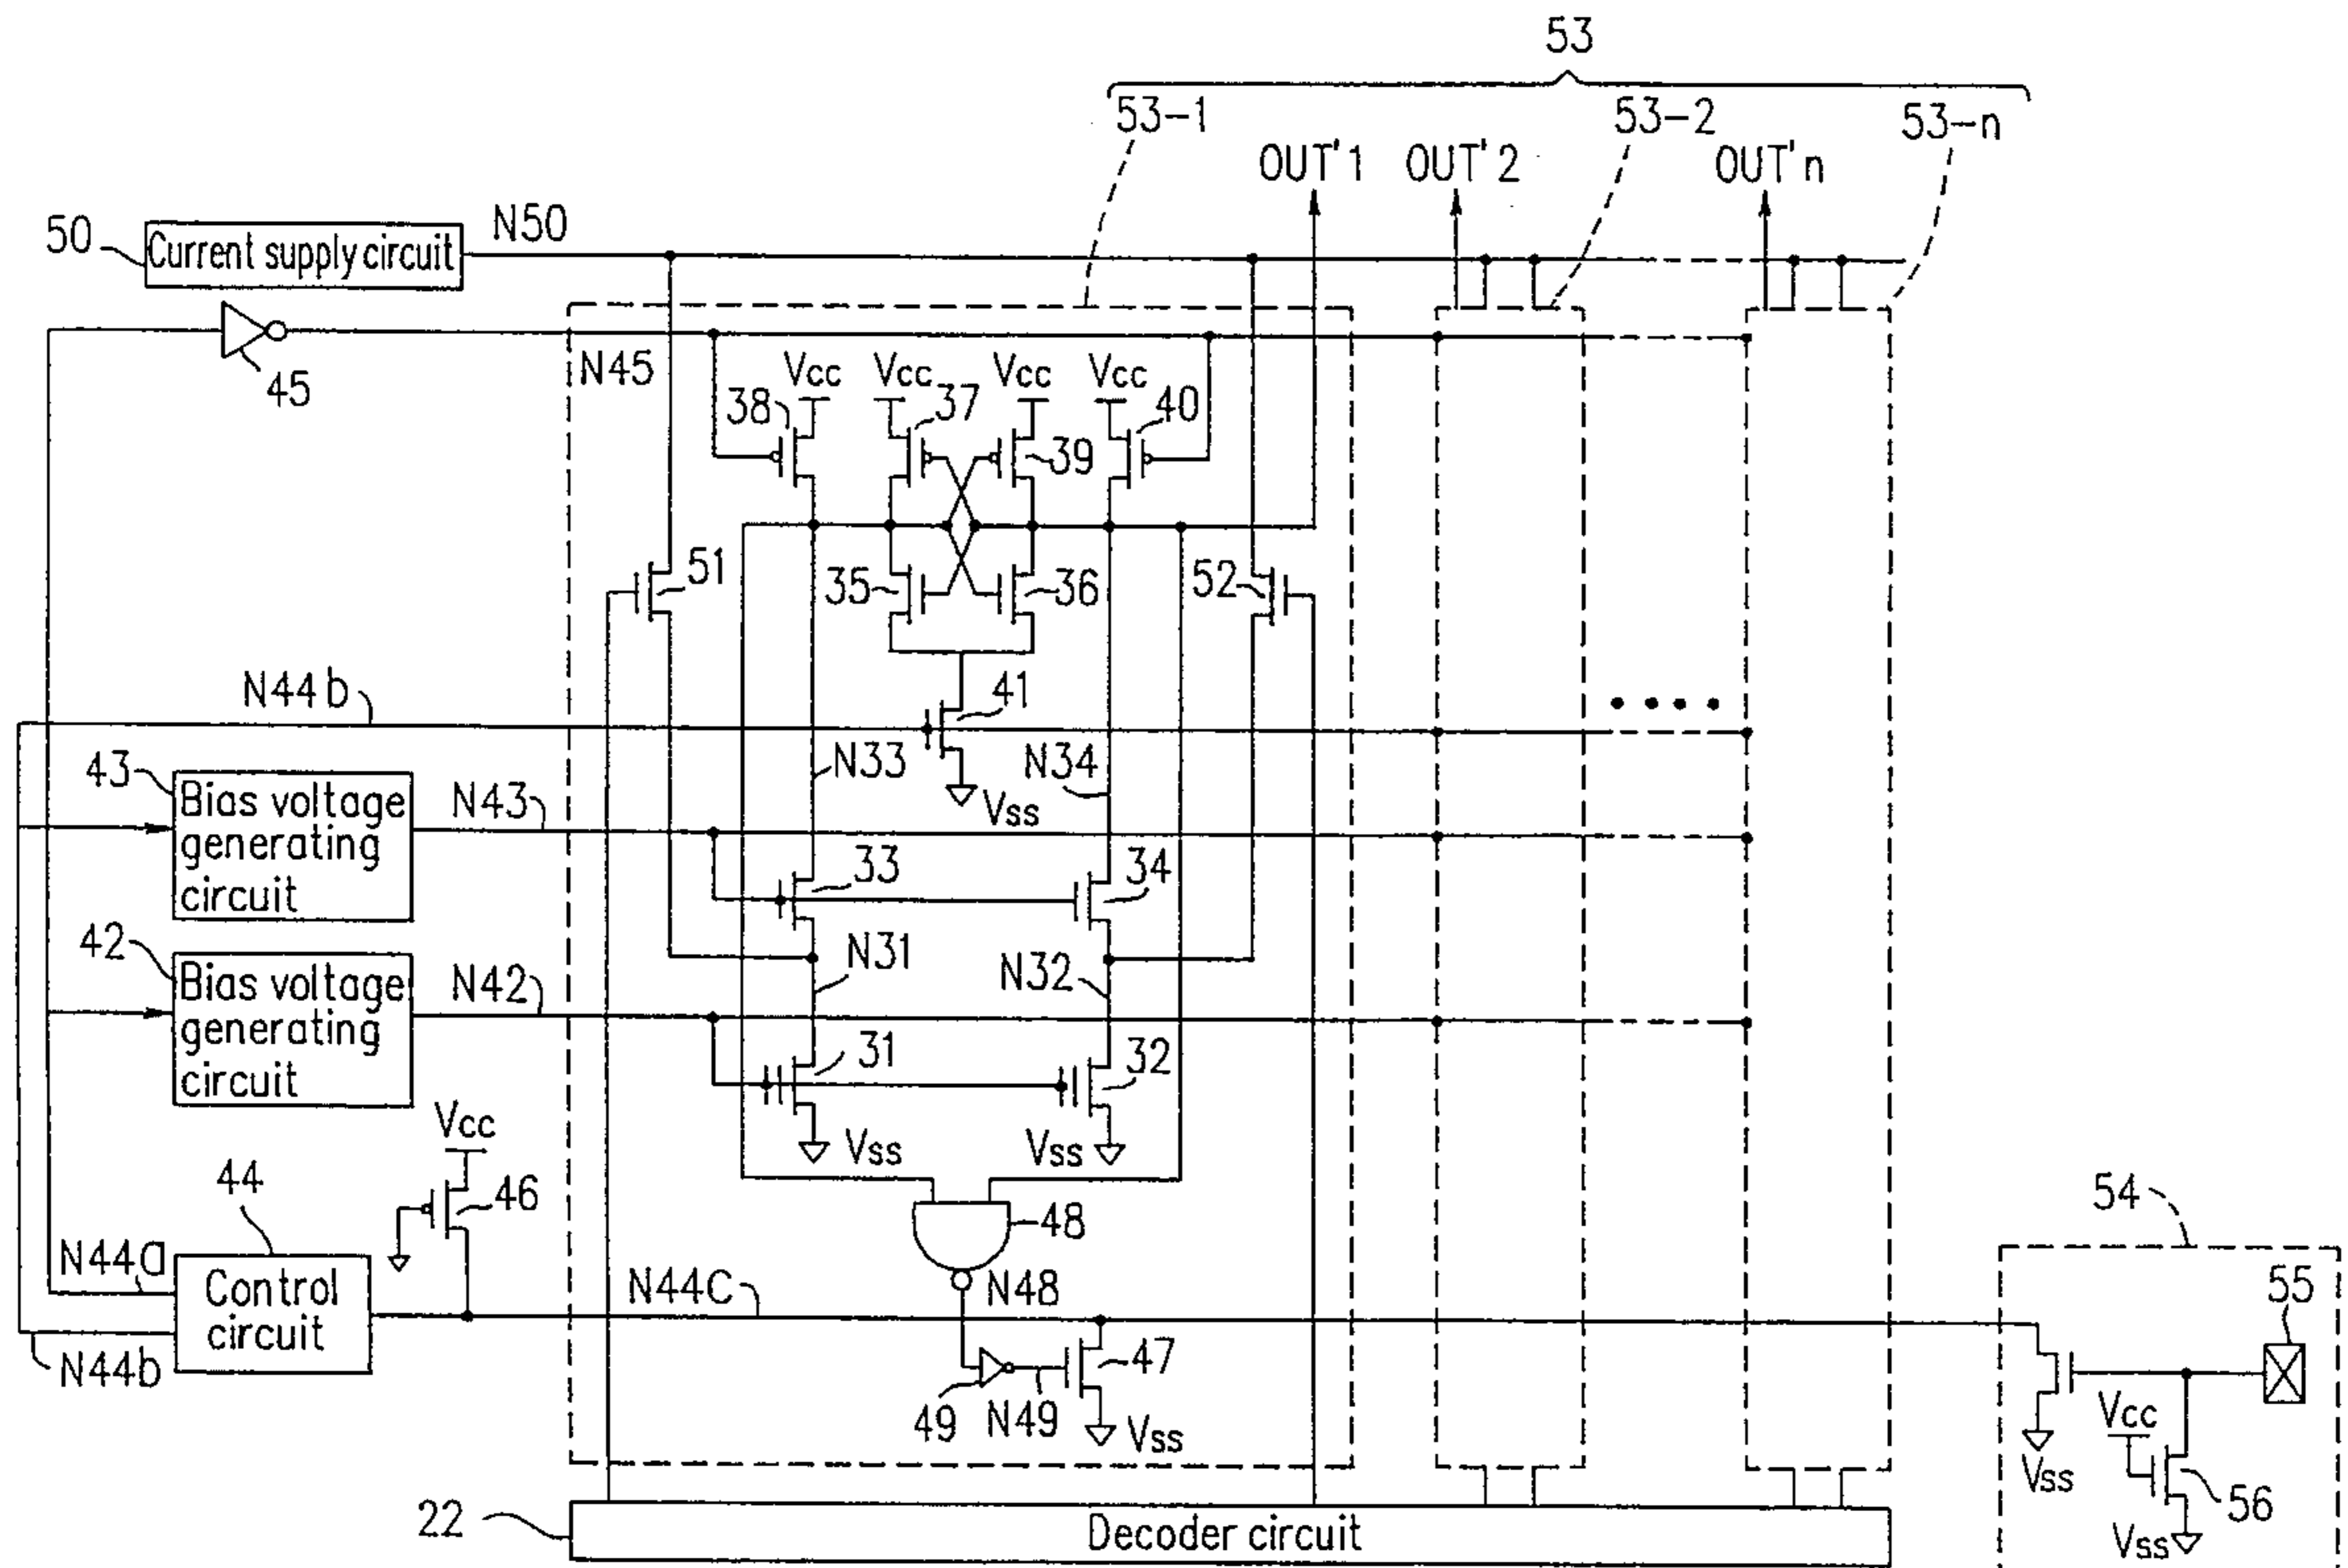 53
53-1
53-2
53-n
OUT'1
OUT'2
OUT'n
50
Current supply circuit
N50
45
N45
Vcc
Vcc
Vcc
Vcc
38
37
39
40
51
35
36
52
N44b
41
43
Bias voltage
generating
circuit
N43
N33
Vss
N34
33
34
42
Bias voltage
generating
circuit
N42
N31
N32
31
32
Vss
Vss
Vcc
46
44
48
54
N44a
Control
circuit
N44C
N48
55
N44b
47
49
N49
Vss
Vcc
Vss
56
Vss
22
Decoder circuit